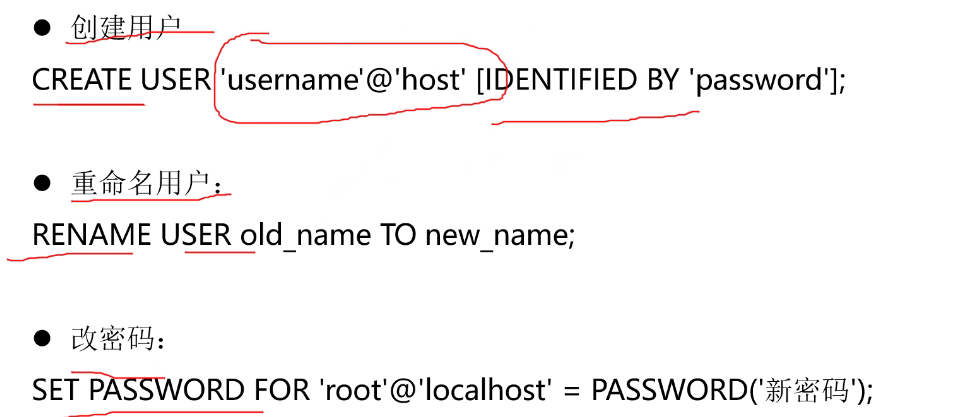 ● 创建用户
CREATE USER 'username'@'host' [IDENTIFIED BY 'password'];
● 重命名用户：
RENAME USER old_name TO new_name;
● 改密码：
SET PASSWORD FOR 'root'@'localhost' = PASSWORD('新密码');